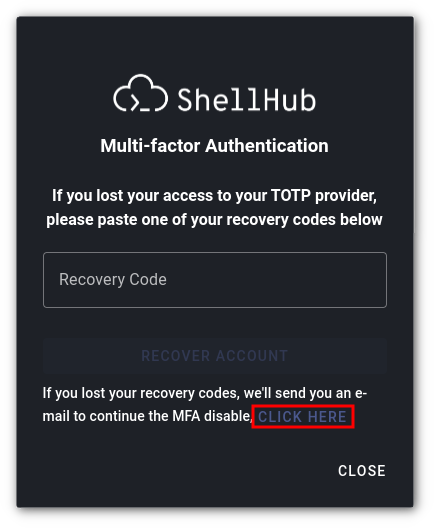 ShellHub
Multi-factor Authentication
If you lost your access to your TOTP provider,
please paste one of your recovery codes below
Recovery Code
RECOVER ACCOUNT
If you lost your recovery codes, we'll send you an e-
mail to continue the MFA disable, CLICK HERE
CLOSE